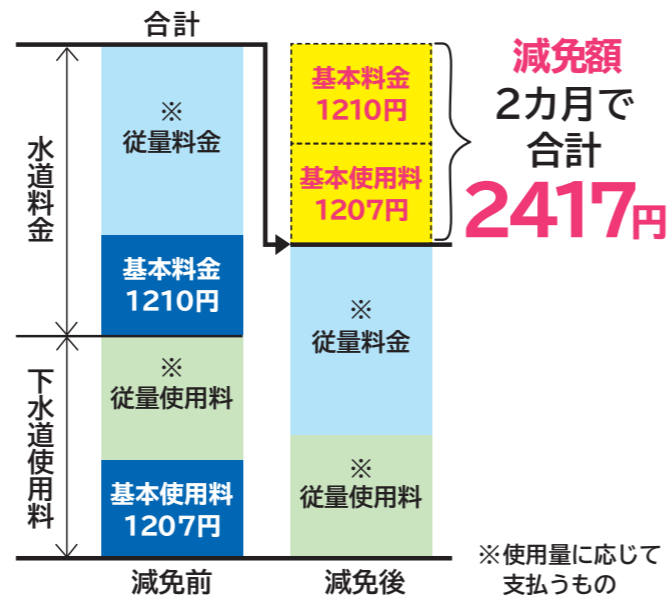 合計
水道料金
※
従量料金
基本料金
1210円
下水道使用料
※
従量使用料
基本使用料
1207円
減免前
基本料金
1210円
基本使用料
1207円
※
従量料金
※
従量使用料
減免後
減免額
2カ月で
合計
2417円
※使用量に応じて
支払うもの